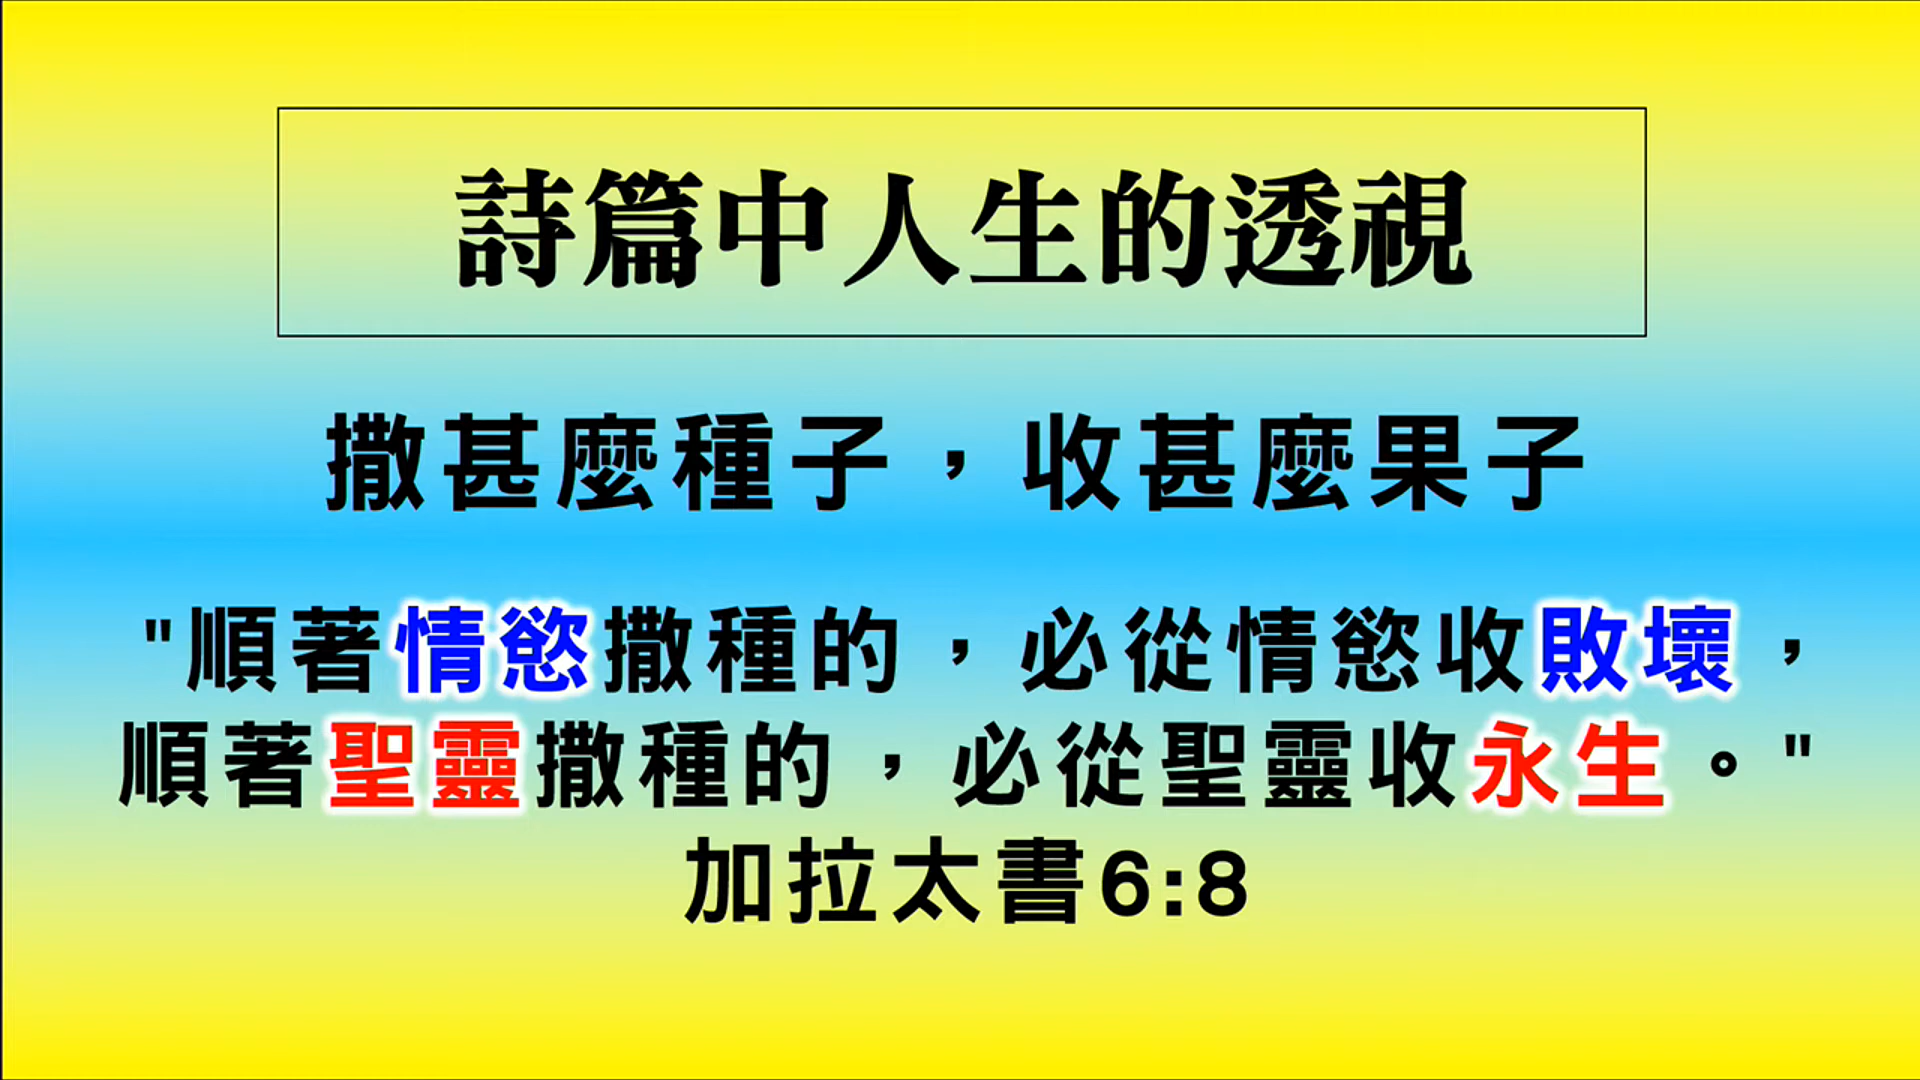 詩篇中人生的透視
撒甚麼種子，收甚麼果子
"順著情慾撒種的，必從情慾收敗壞，
順著聖靈撒種的，必從聖靈收永生。"
加拉太書6:8